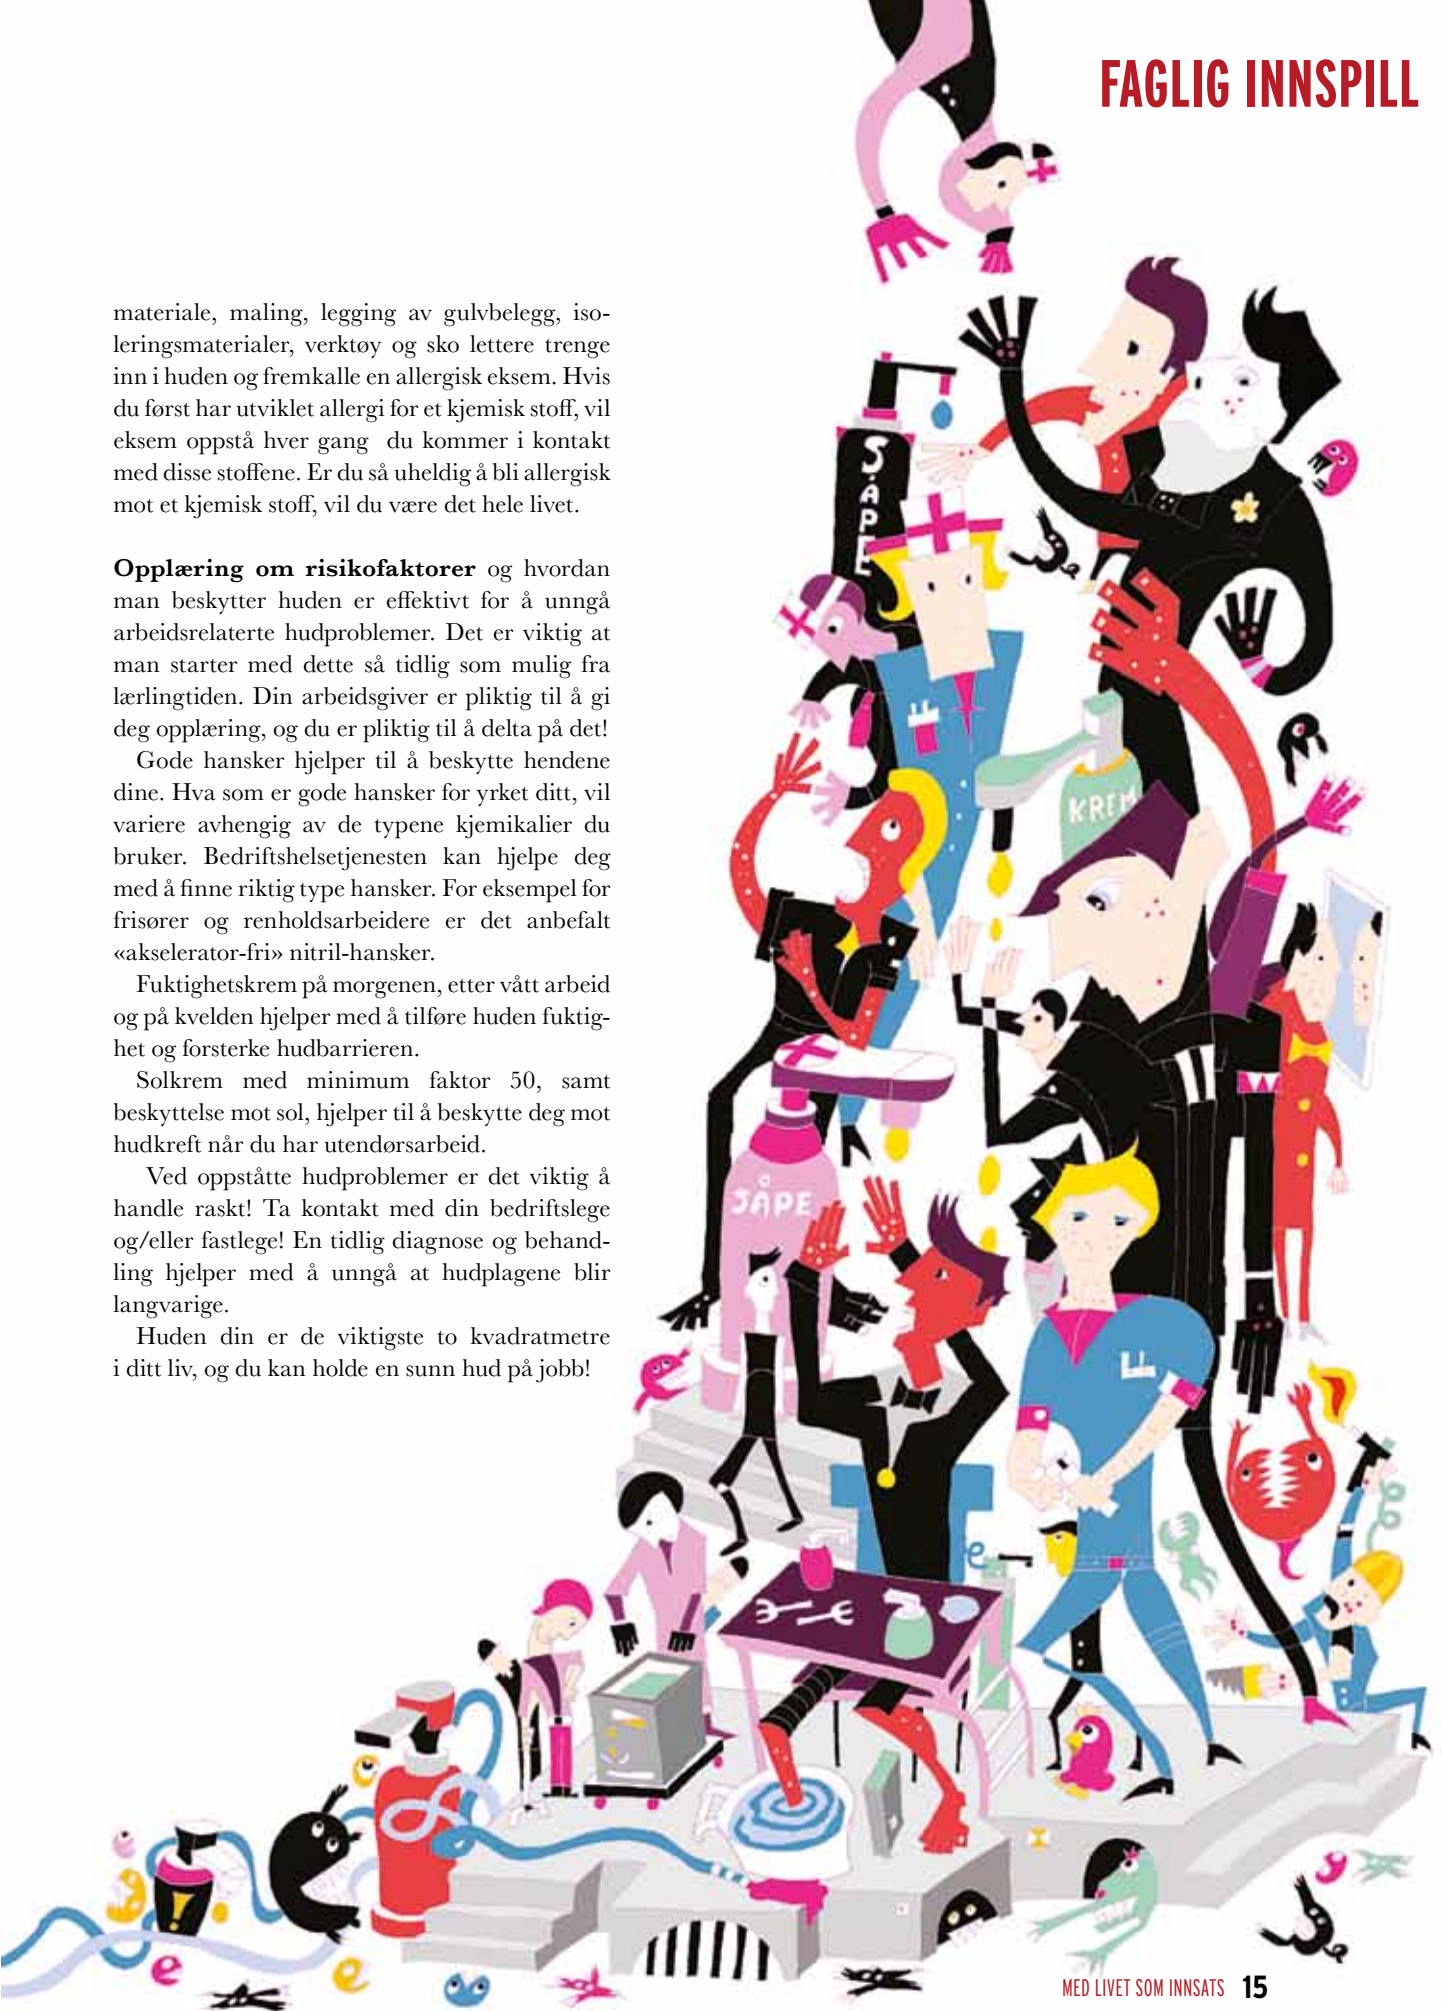 FAGLIG INNSPILL
materiale, maling, legging av gulvbelegg, iso-
leringsmaterialer, verktøy og sko lettere trenge
inn i huden og fremkalle en allergisk eksem. Hvis
du først har utviklet allergi for et kjemisk stoff, vil
eksem oppstå hver gang du kommer i kontakt
med disse stoffene. Er du så uheldig å bli allergisk
mot et kjemisk stoff, vil du være det hele livet.
Opplæring om risikofaktorer og hvordan
man beskytter huden er effektivt for å unngå
arbeidsrelaterte hudproblemer. Det er viktig at
man starter med dette så tidlig som mulig fra
lærlingtiden. Din arbeidsgiver er pliktig til å gi
deg opplæring, og du er pliktig til å delta på det!
Gode hansker hjelper til å beskytte hendene
dine. Hva som er gode hansker for yrket ditt, vil
variere avhengig av de typene kjemikalier du
bruker. Bedriftshelsetjenesten kan hjelpe deg
med å finne riktig type hansker. For eksempel for
frisører og renholdsarbeidere er det anbefalt
«akselerator-fri» nitril-hansker.
Fuktighetskrem på morgenen, etter vått arbeid
og på kvelden hjelper med å tilføre huden fuktig-
het og forsterke hudbarrieren.
Solkrem med minimum faktor 50, samt
beskyttelse mot sol, hjelper til å beskytte deg mot
hudkreft når du har utendørsarbeid.
Ved oppståtte hudproblemer er det viktig å
handle raskt! Ta kontakt med din bedriftslege
og/eller fastlege! En tidlig diagnose og behand-
ling hjelper med å unngå at hudplagene blir
langvarige.
Huden din er de viktigste to kvadratmetre
i ditt liv, og du kan holde en sunn hud på jobb!
SÅPE
KREM
SÅPE
!
MED LIVET SOM INNSATS 15